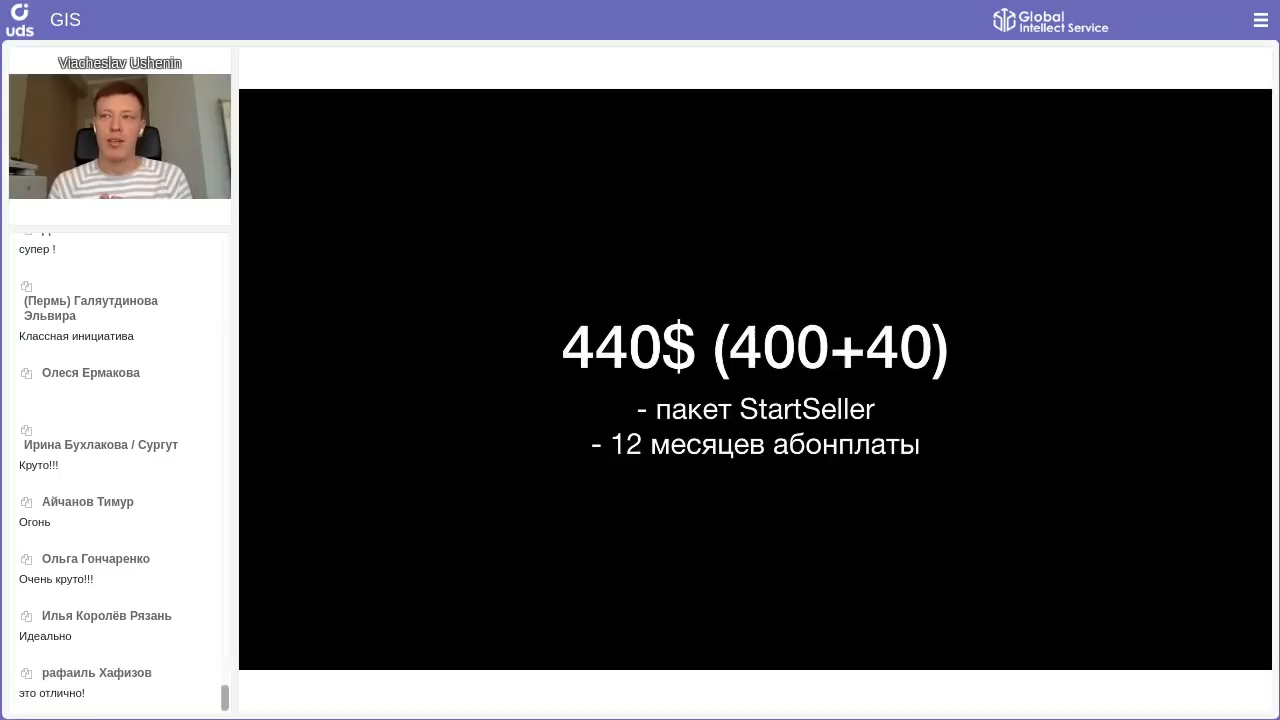 uds
GIS
Global
Intellect Service
Viacheslav Ushenin
супер !
(Пермь) Галяутдинова
Эльвира
Классная инициатива
Олеся Ермакова
Ирина Бухлакова / Сургут
Круто!!!
Айчанов Тимур
Огонь
Ольга Гончаренко
Очень круто!!!
Илья Королёв Рязань
Идеально
рафаиль Хафизов
это отлично!
440$ (400+40)
- пакет StartSeller
- 12 месяцев абонплаты